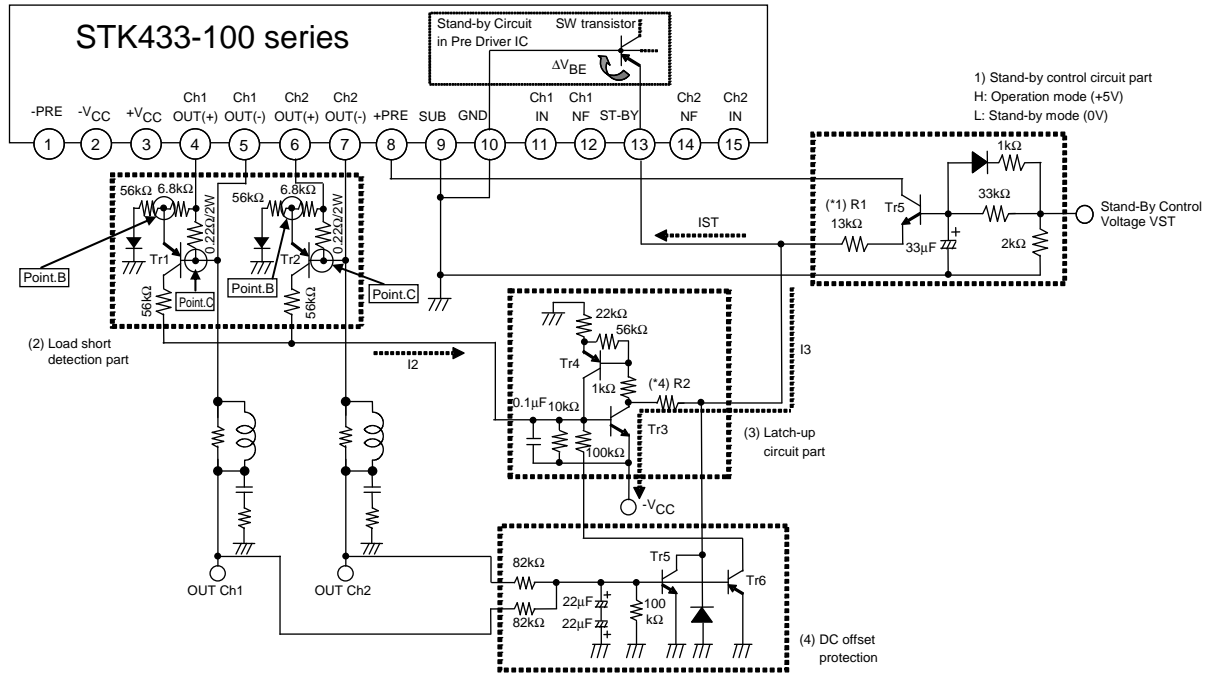 STK433-100 series
Stand-by Circuit
in Pre Driver IC
SW transistor
ΔVBE
-PRE
-VCC
+VCC
Ch1
OUT(+)
Ch1
OUT(-)
Ch2
OUT(+)
Ch2
OUT(-)
+PRE
SUB
GND
Ch1
IN
Ch1
NF
ST-BY
Ch2
NF
Ch2
IN
1
2
3
4
5
6
7
8
9
10
11
12
13
14
15
1) Stand-by control circuit part
H: Operation mode (+5V)
L: Stand-by mode (0V)
1kΩ
33kΩ
2kΩ
Tr5
33μF
+
(*1) R1
13kΩ
Stand-By Control
Voltage VST
IST
56kΩ
6.8kΩ
0.22Ω/2W
Tr1
Point.B
Point.C
56kΩ
56kΩ
6.8kΩ
0.22Ω/2W
Tr2
Point.B
Point.C
56kΩ
(2) Load short
detection part
I2
22kΩ
56kΩ
Tr4
1kΩ
(*4) R2
0.1μF
10kΩ
Tr3
100kΩ
-VCC
I3
(3) Latch-up
circuit part
OUT Ch1
OUT Ch2
82kΩ
82kΩ
22μF
+
22μF
+
100
kΩ
Tr5
Tr6
(4) DC offset
protection